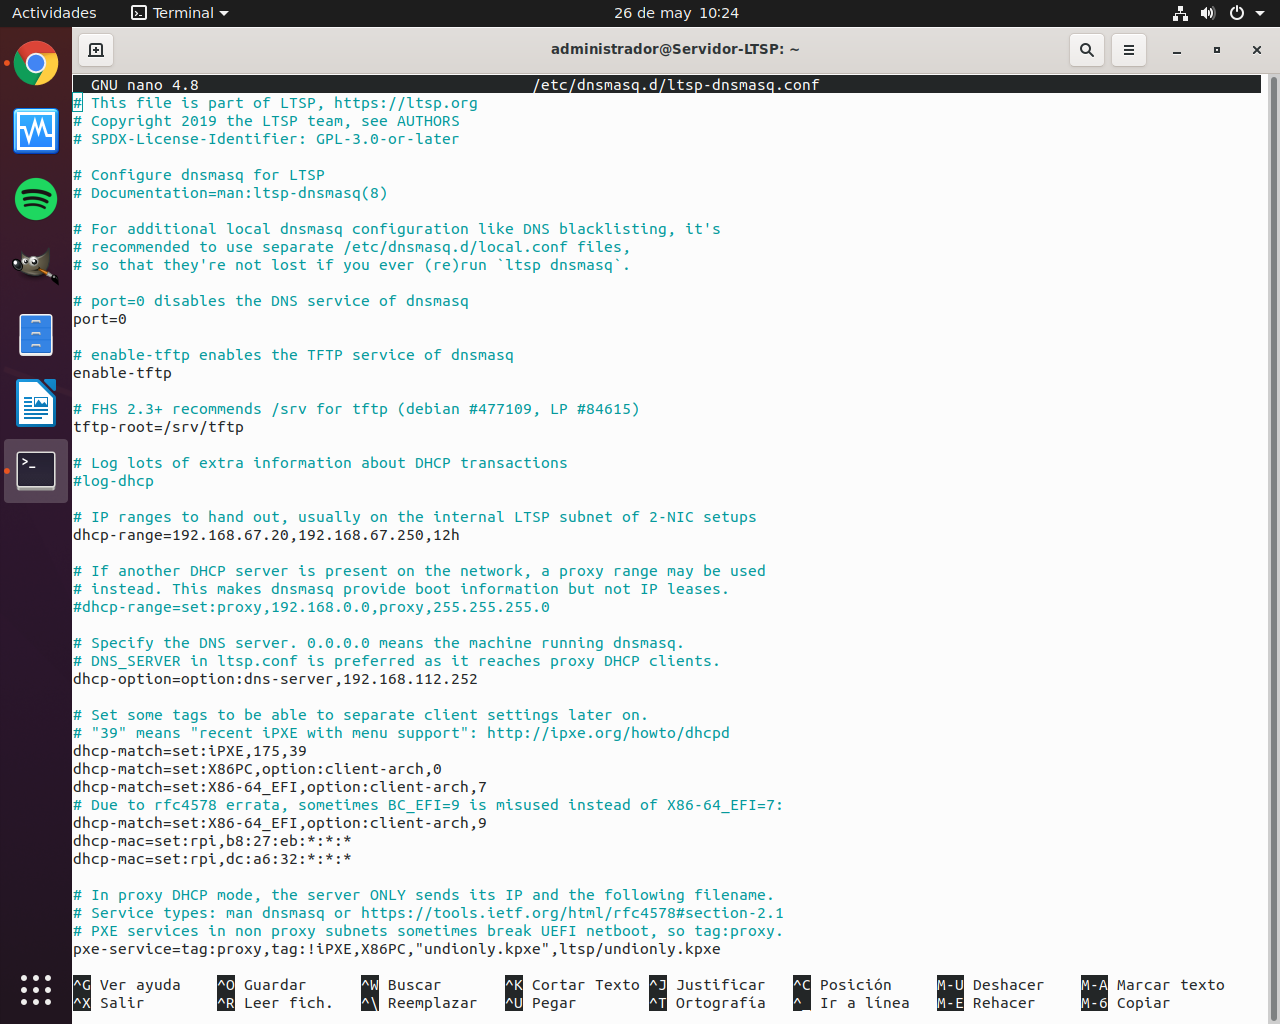 Actividades
Terminal
26 de may  10:24
administrador@Servidor-LTSP: ~
GNU nano 4.8 /etc/dnsmasq.d/ltsp-dnsmasq.conf
# This file is part of LTSP, https://ltsp.org
# Copyright 2019 the LTSP team, see AUTHORS
# SPDX-License-Identifier: GPL-3.0-or-later
# Configure dnsmasq for LTSP
# Documentation=man:ltsp-dnsmasq(8)
# For additional local dnsmasq configuration like DNS blacklisting, it's
# recommended to use separate /etc/dnsmasq.d/local.conf files,
# so that they're not lost if you ever (re)run `ltsp dnsmasq`.
# port=0 disables the DNS service of dnsmasq
port=0
# enable-tftp enables the TFTP service of dnsmasq
enable-tftp
# FHS 2.3+ recommends /srv for tftp (debian #477109, LP #84615)
tftp-root=/srv/tftp
# Log lots of extra information about DHCP transactions
#log-dhcp
# IP ranges to hand out, usually on the internal LTSP subnet of 2-NIC setups
dhcp-range=192.168.67.20,192.168.67.250,12h
# If another DHCP server is present on the network, a proxy range may be used
# instead. This makes dnsmasq provide boot information but not IP leases.
#dhcp-range=set:proxy,192.168.0.0,proxy,255.255.255.0
# Specify the DNS server. 0.0.0.0 means the machine running dnsmasq.
# DNS_SERVER in ltsp.conf is preferred as it reaches proxy DHCP clients.
dhcp-option=option:dns-server,192.168.112.252
# Set some tags to be able to separate client settings later on.
# "39" means "recent iPXE with menu support": http://ipxe.org/howto/dhcpd
dhcp-match=set:iPXE,175,39
dhcp-match=set:X86PC,option:client-arch,0
dhcp-match=set:X86-64_EFI,option:client-arch,7
# Due to rfc4578 errata, sometimes BC_EFI=9 is misused instead of X86-64_EFI=7:
dhcp-match=set:X86-64_EFI,option:client-arch,9
dhcp-mac=set:rpi,b8:27:eb:*:*:*
dhcp-mac=set:rpi,dc:a6:32:*:*:*
# In proxy DHCP mode, the server ONLY sends its IP and the following filename.
# Service types: man dnsmasq or https://tools.ietf.org/html/rfc4578#section-2.1
# PXE services in non proxy subnets sometimes break UEFI netboot, so tag:proxy.
pxe-service=tag:proxy,tag:!iPXE,X86PC,"undionly.kpxe",ltsp/undionly.kpxe
^G Ver ayuda ^O Guardar ^W Buscar ^K Cortar Texto ^J Justificar ^C Posición M-U Deshacer M-A Marcar texto
^X Salir ^R Leer fich. ^\ Reemplazar ^U Pegar ^T Ortografía ^_ Ir a línea M-E Rehacer M-6 Copiar